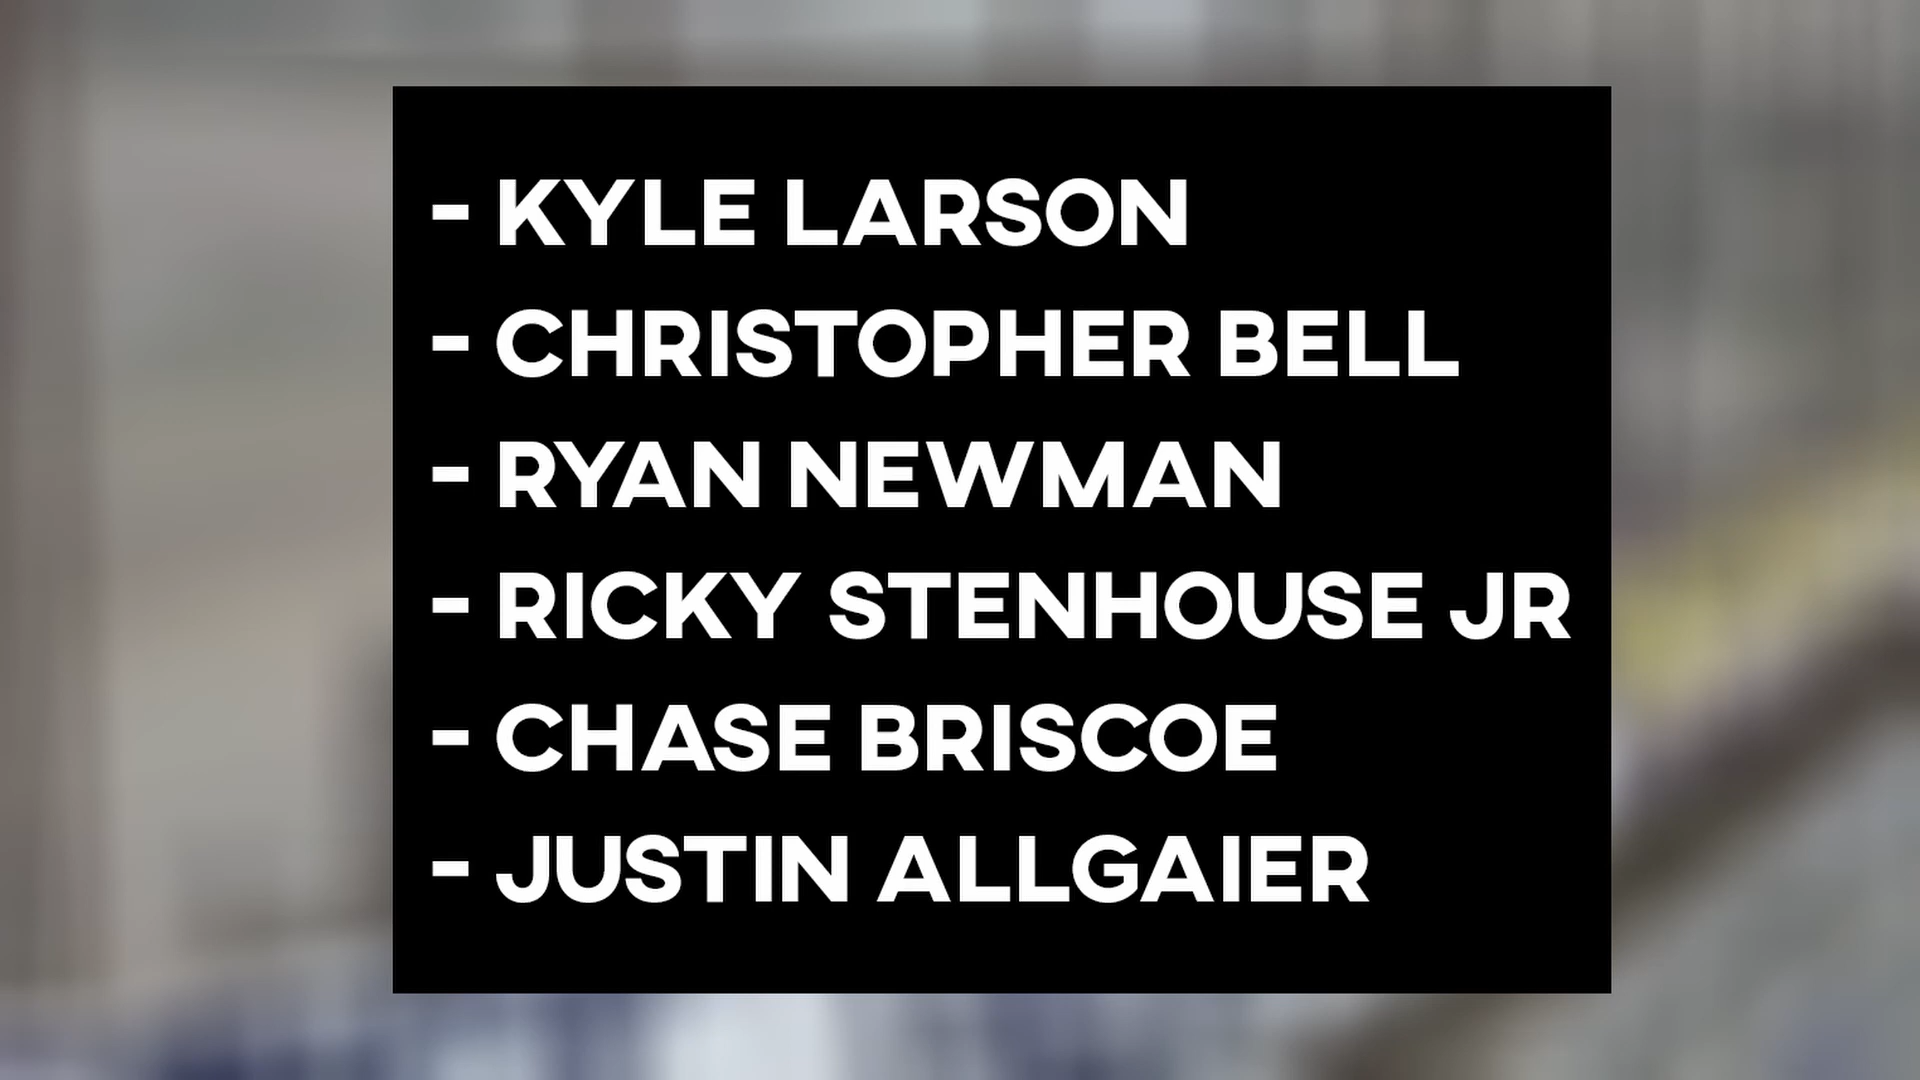 - KYLE LARSON
- CHRISTOPHER BELL
- RYAN NEWMAN
- RICKY STENHOUSE JR
- CHASE BRISCOE
- JUSTIN ALLGAIER